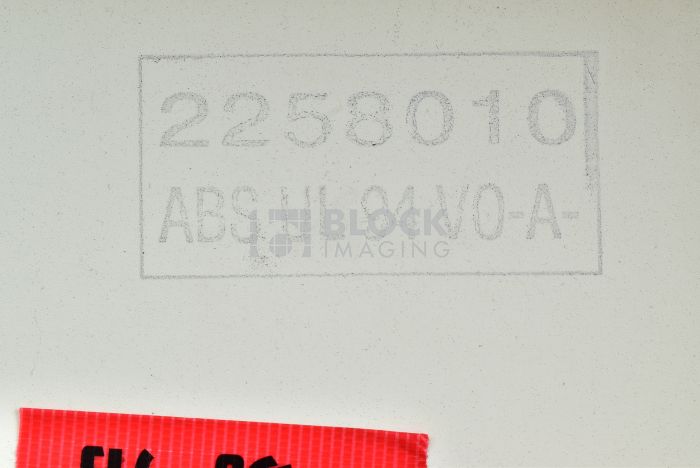 2258010
ABS UL 94 V0-A-
BLOCK
IMAGING